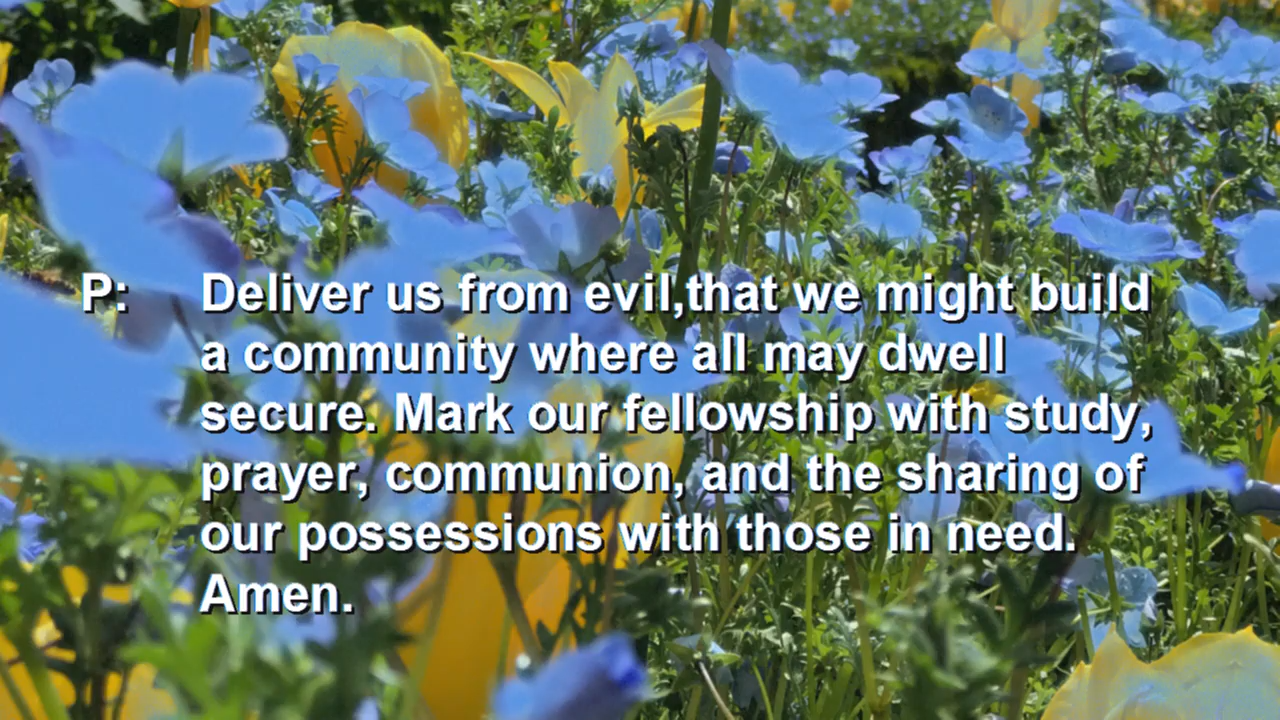 P: Deliver us from evil,that we might build
a community where all may dwell
secure. Mark our fellowship with study,
prayer, communion, and the sharing of
our possessions with those in need.
Amen.